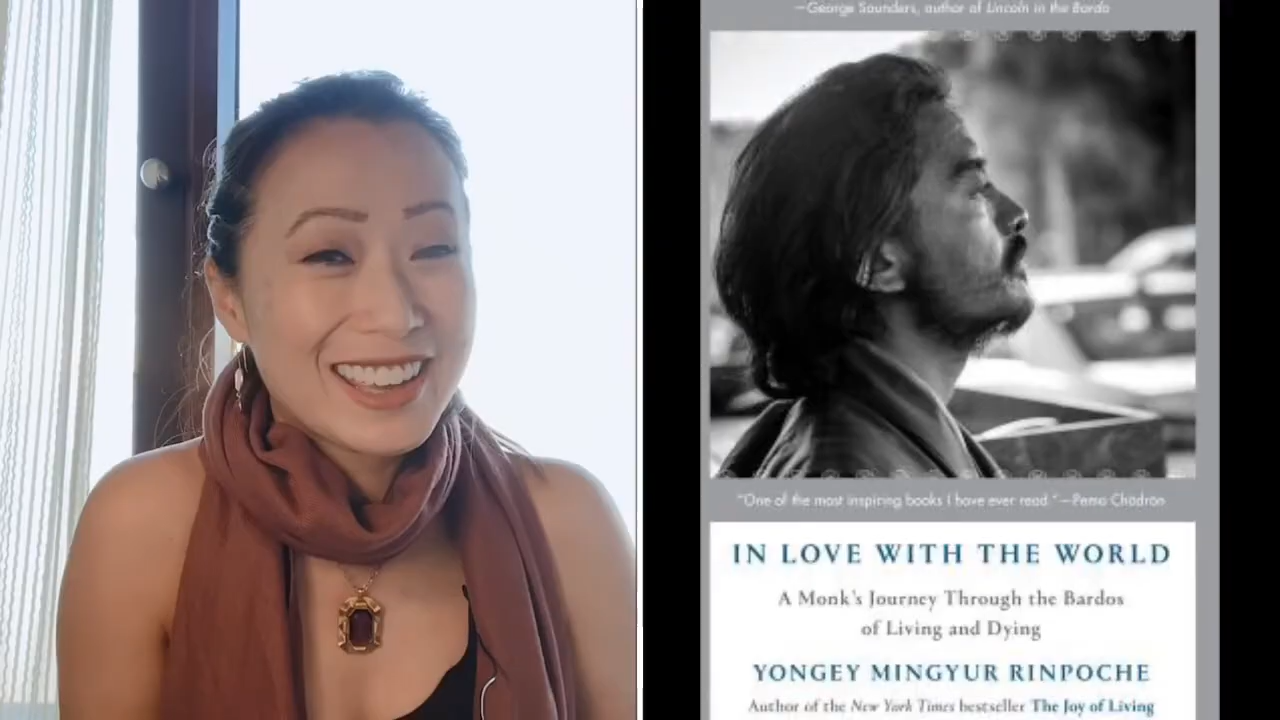 —George Saunders, author of Lincoln in the Bardo
"One of the most inspiring books I have ever read."—Pema Chödrön
IN LOVE WITH THE WORLD
A Monk's Journey Through the Bardos
of Living and Dying
YONGEY MINGYUR RINPOCHE
Author of the New York Times bestseller The Joy of Living